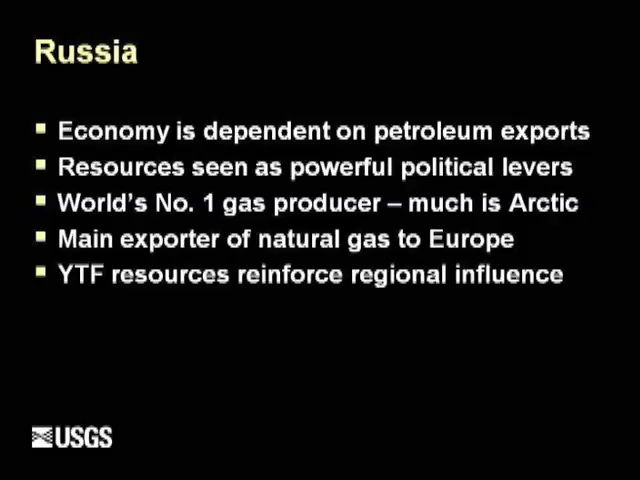 Russia
Economy is dependent on petroleum exports
Resources seen as powerful political levers
World's No. 1 gas producer – much is Arctic
Main exporter of natural gas to Europe
YTF resources reinforce regional influence
USGS